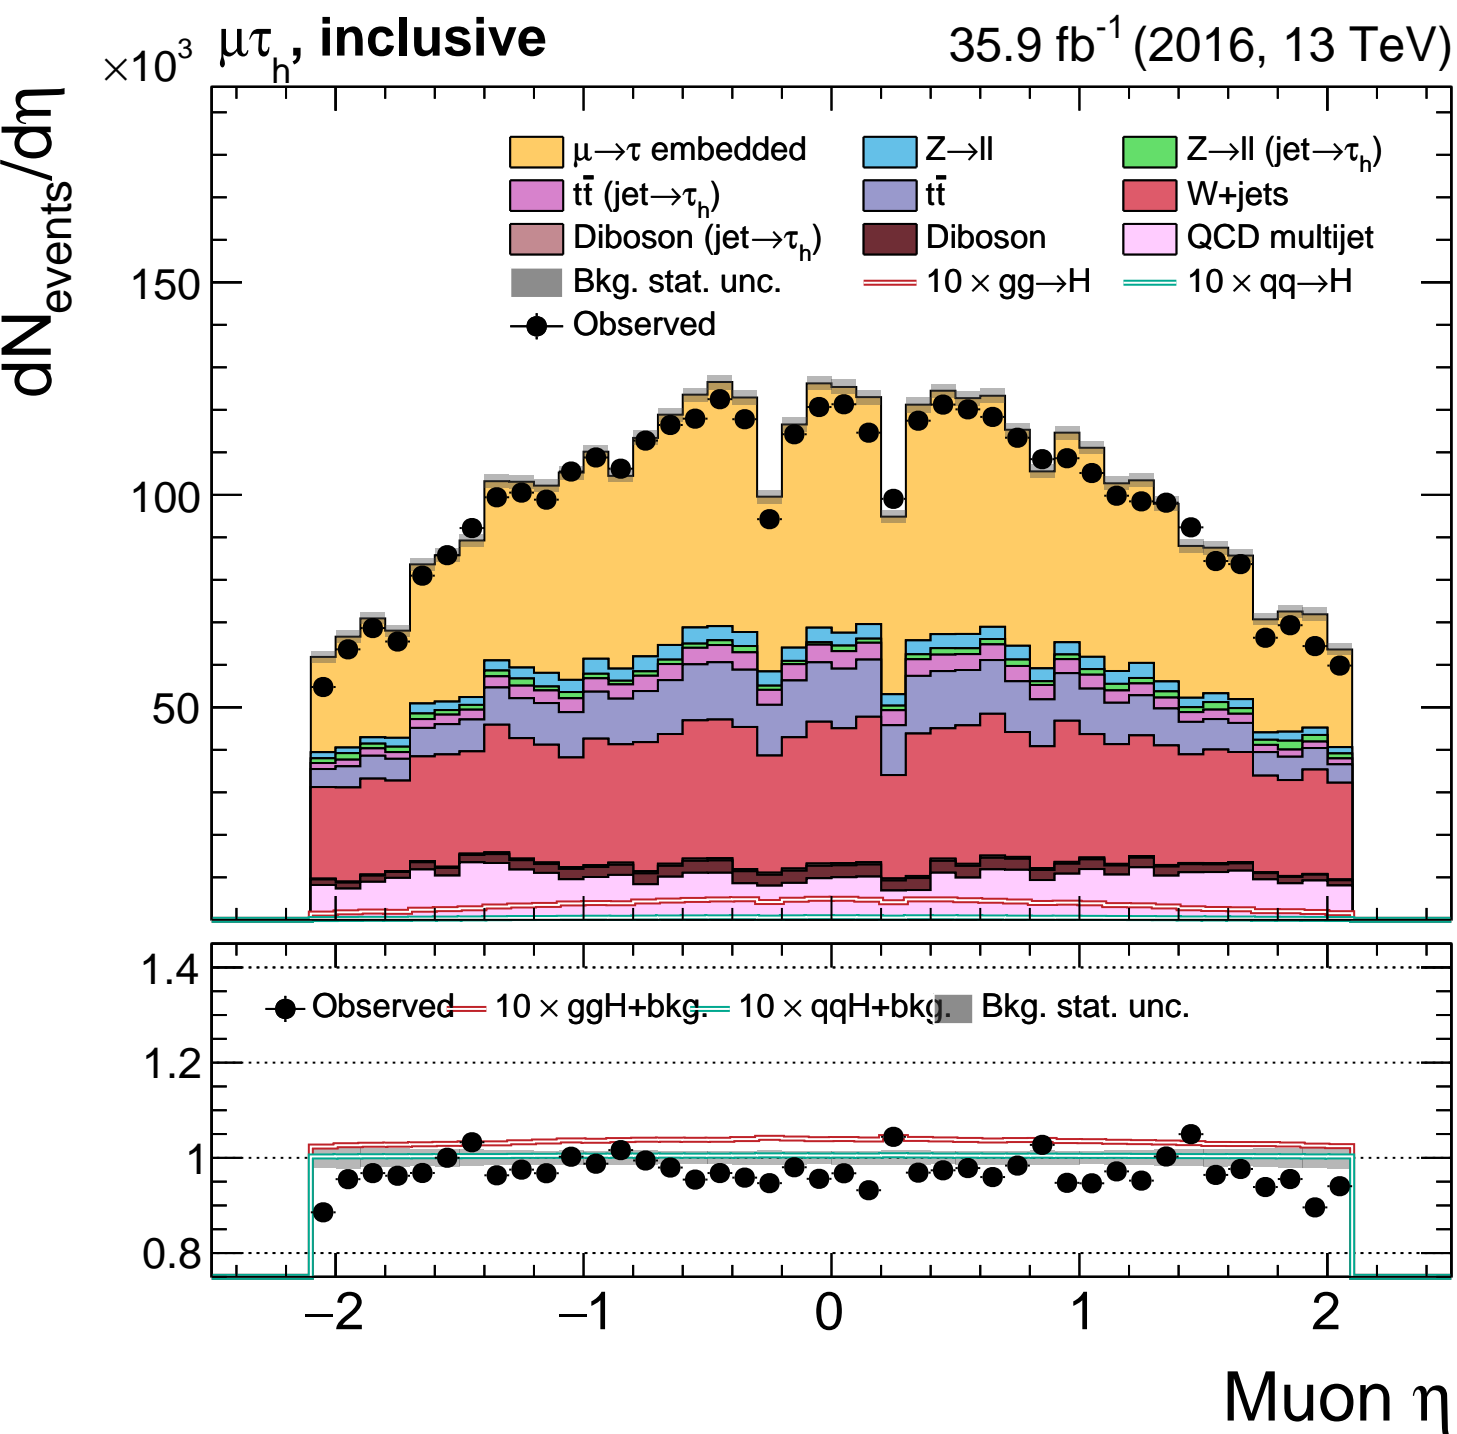 ×10³ μτₕ, inclusive 35.9 fb⁻¹ (2016, 13 TeV)
dN_events/dη
μ→τ embedded Z→ll Z→ll (jet→τₕ)
tt̄ (jet→τₕ) tt̄ W+jets
Diboson (jet→τₕ) Diboson QCD multijet
Bkg. stat. unc. 10 × gg→H 10 × qq→H
Observed
150
100
50
1.4
Observed 10 × ggH+bkg. 10 × qqH+bkg. Bkg. stat. unc.
1.2
1
0.8
−2 −1 0 1 2
Muon η